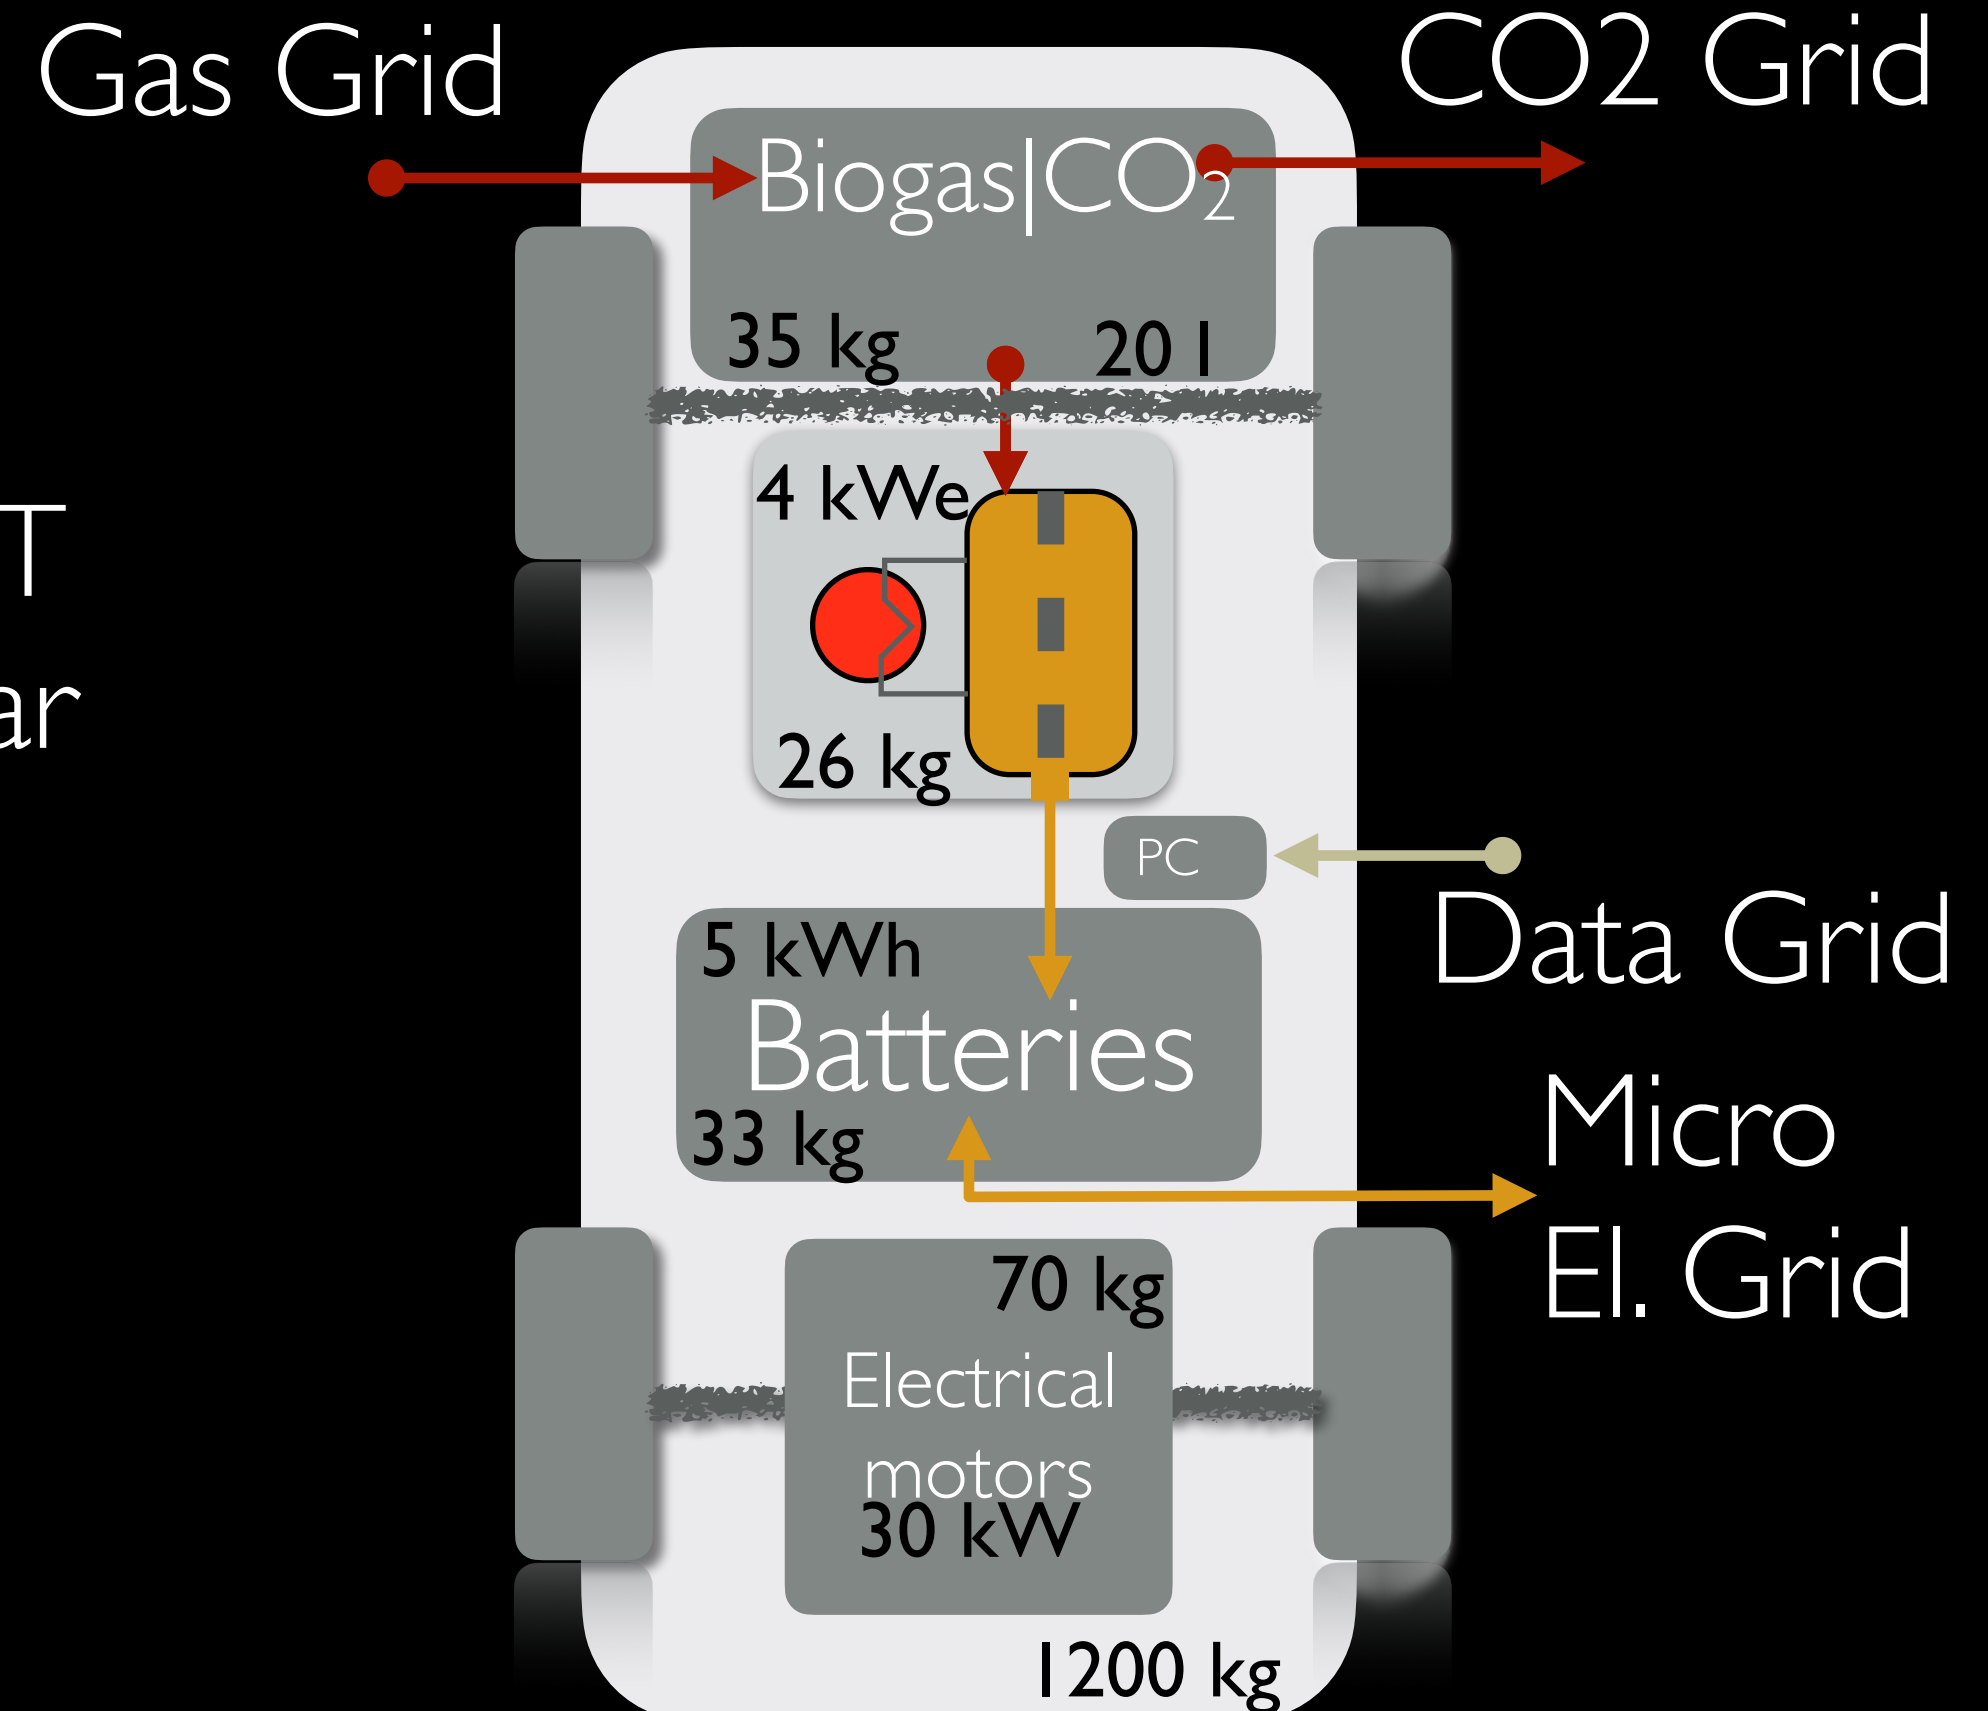 Gas Grid
CO2 Grid
Biogas|CO₂
35 kg
20 l
4 kWe
26 kg
PC
Data Grid
5 kWh
Batteries
33 kg
Micro
El. Grid
70 kg
Electrical
motors
30 kW
1200 kg